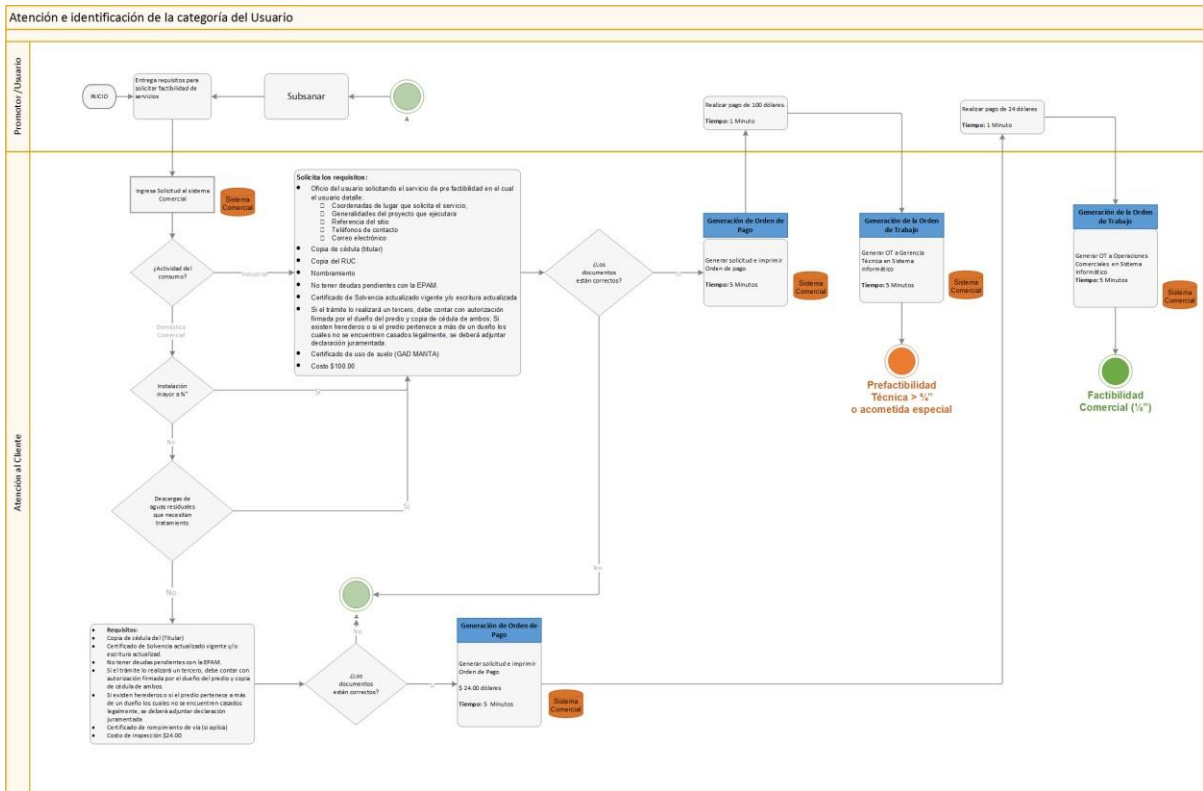 Atención e identificación de la categoría del Usuario
Promotor /Usuario
INICIO
Entrega requisitos para
solicitar factibilidad de
servicios
Subsanar
A
Realizar pago de 100 dólares.
Tiempo: 1 Minuto
Realizar pago de 24 dólares
Tiempo: 1 Minuto
Atención al Cliente
Ingresa Solicitud al sistema
Comercial
Sistema
Comercial
¿Actividad del
consumo?
Industrial
Doméstica
Comercial
Solicita los requisitos:
Oficio del usuario solicitando el servicio de pre factibilidad en el cual
el usuario detalle:
Coordenadas de lugar que solicita el servicio,
Generalidades del proyecto que ejecutara
Referencia del sitio
Teléfonos de contacto
Correo electrónico
Copia de cédula (titular)
Copia del RUC
Nombramiento
No tener deudas pendientes con la EPAM.
Certificado de Solvencia actualizado vigente y/o escritura actualizada
Si el trámite lo realizará un tercero, debe contar con autorización
firmada por el dueño del predio y copia de cédula de ambos; Si
existen herederos o si el predio pertenece a más de un dueño los
cuales no se encuentren casados legalmente, se deberá adjuntar
declaración juramentada.
Certificado de uso de suelo (GAD MANTA)
Costo $100.00
¿Los
documentos
están correctos?
Si
No
Generación de Orden de
Pago
Generar solicitud e imprimir
Orden de pago
Tiempo: 5 Minutos
Sistema
Comercial
Generación de la Orden
de Trabajo
Generar OT a Gerencia
Técnica en Sistema
Informático
Tiempo: 5 Minutos
Sistema
Comercial
Prefactibilidad
Técnica > ¾"
o acometida especial
Generación de la Orden
de Trabajo
Generar OT a Operaciones
Comerciales en Sistema
Informático
Tiempo: 5 Minutos
Sistema
Comercial
Factibilidad
Comercial (½")
Instalación
mayor a ¾"
Si
No
Descargas de
aguas residuales
que necesitan
tratamiento
Si
No
Requisitos:
Copia de cédula del (Titular)
Certificado de Solvencia actualizado vigente y/o
escritura actualizad.
No tener deudas pendientes con la EPAM.
Si el trámite lo realizará un tercero, debe contar con
autorización firmada por el dueño del predio y copia
de cédula de ambos.
Si existen herederos o si el predio pertenece a más
de un dueño los cuales no se encuentren casados
legalmente, se deberá adjuntar declaración
juramentada
Certificado de rompimiento de vía (si aplica)
Costo de inspección $24.00
¿Los
documentos
están correctos?
No
A
Si
Generación de Orden de
Pago
Generar solicitud e imprimir
Orden de Pago
$ 24.00 dólares
Tiempo: 5 Minutos
Sistema
Comercial